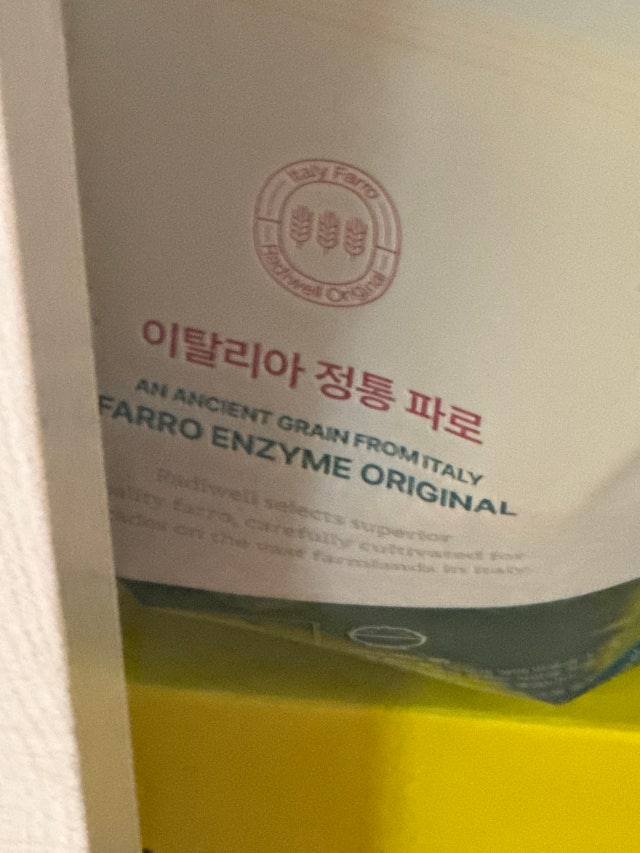 Italy Farro
Radiwell Original
이탈리아 정통 파로
AN ANCIENT GRAIN FROM ITALY
FARRO ENZYME ORIGINAL
Radiwell selects superior
farro, carefully cultivated for
on the vast farmlands in Italy.